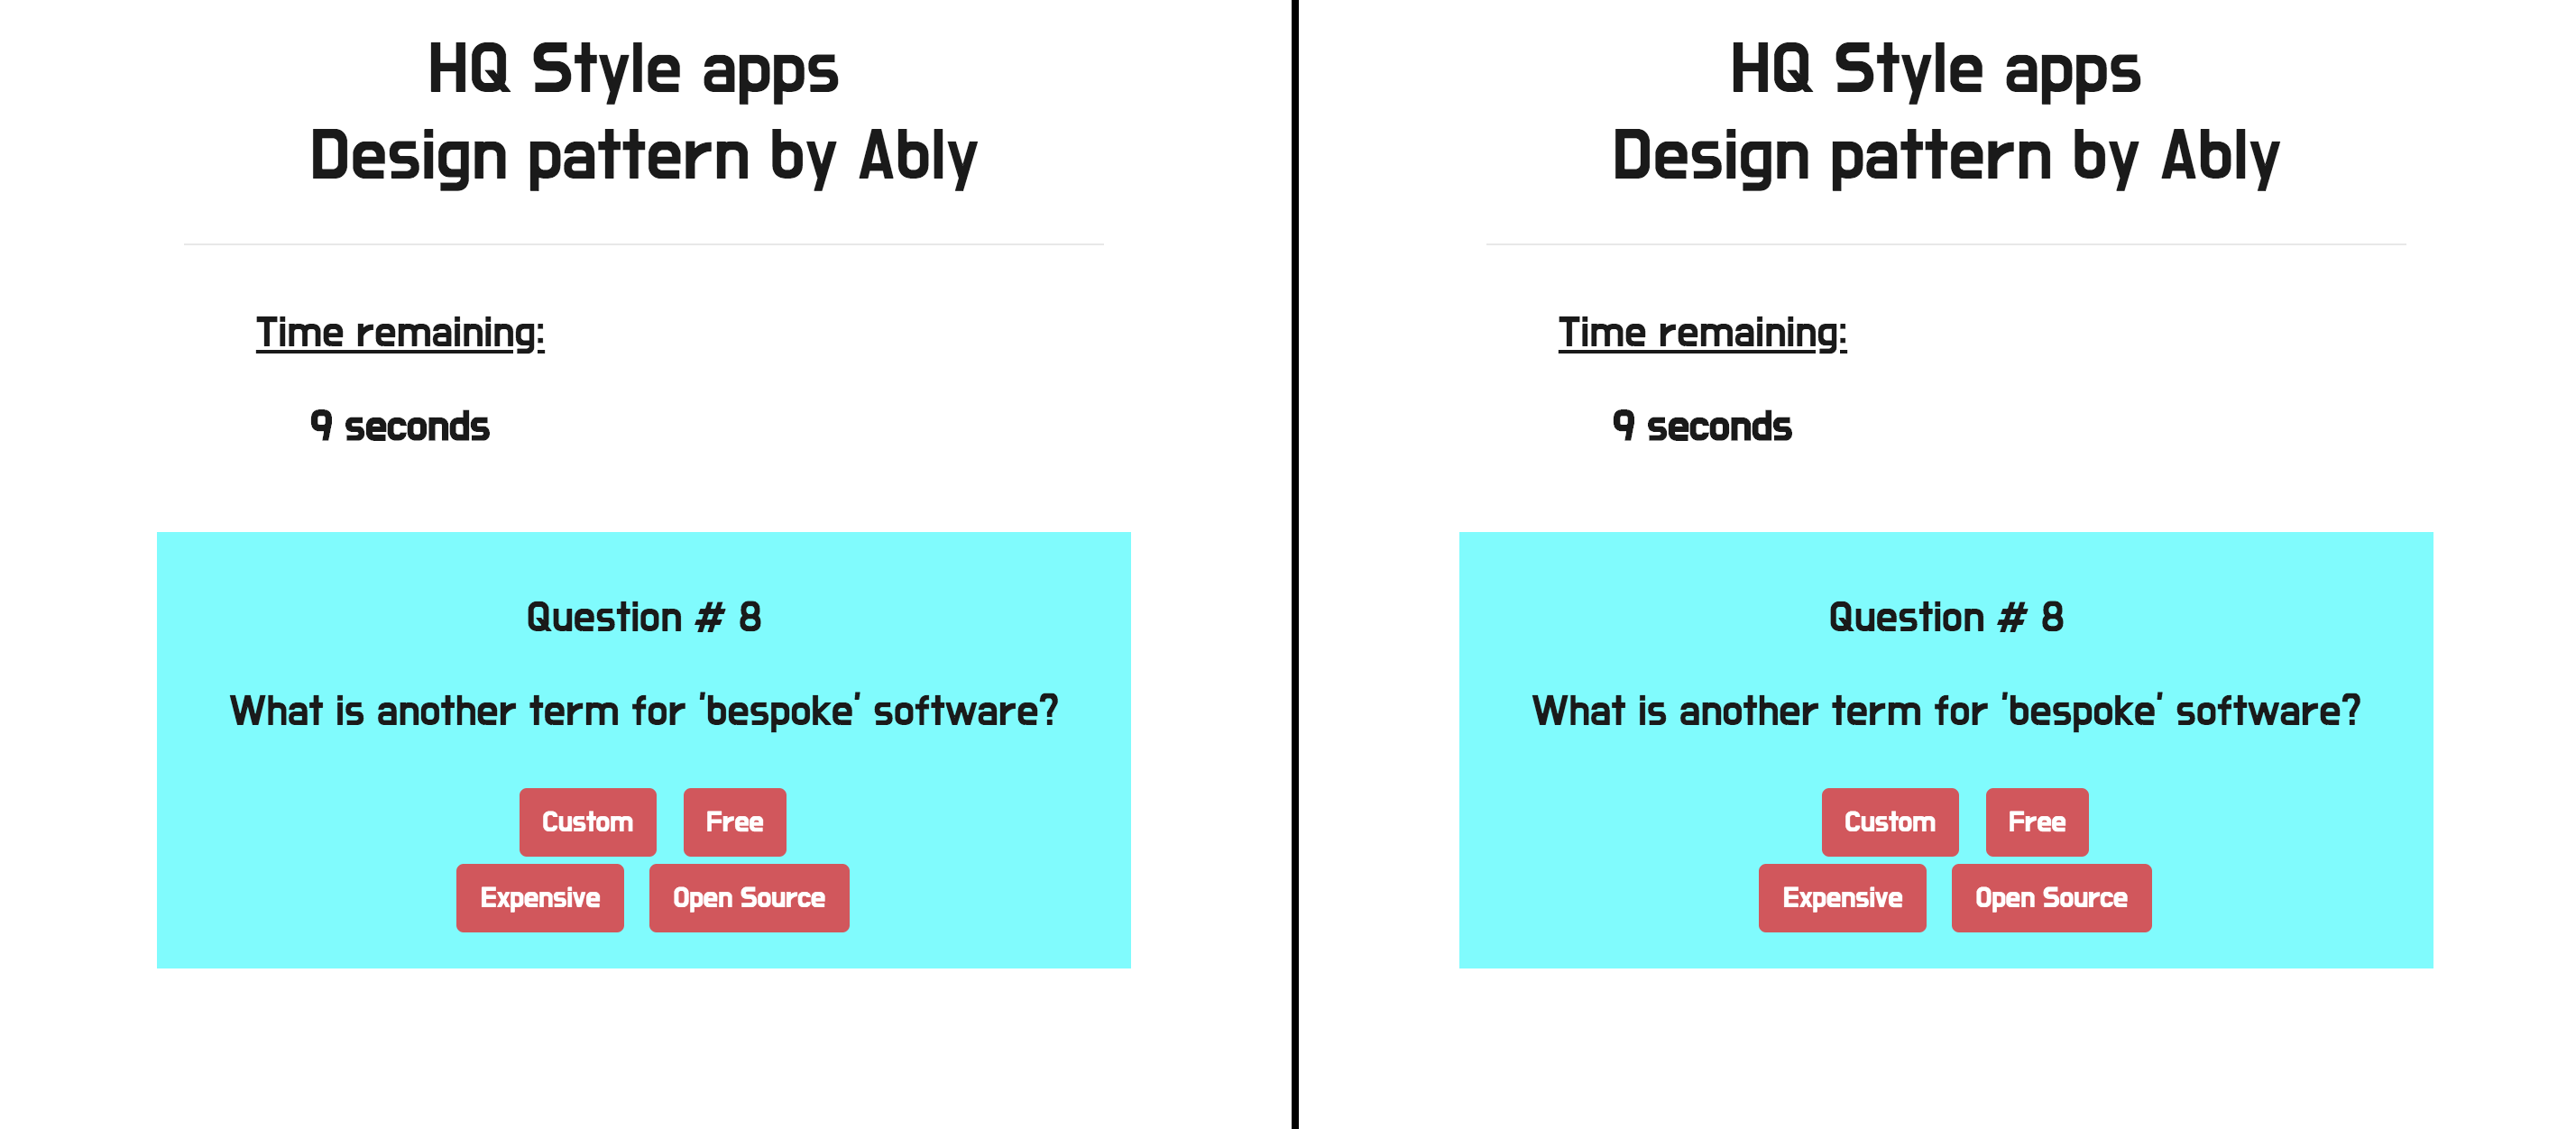 HQ Style apps
Design pattern by Ably
Time remaining:
9 seconds
Question # 8
What is another term for 'bespoke' software?
Custom Free
Expensive Open Source
HQ Style apps
Design pattern by Ably
Time remaining:
9 seconds
Question # 8
What is another term for 'bespoke' software?
Custom Free
Expensive Open Source